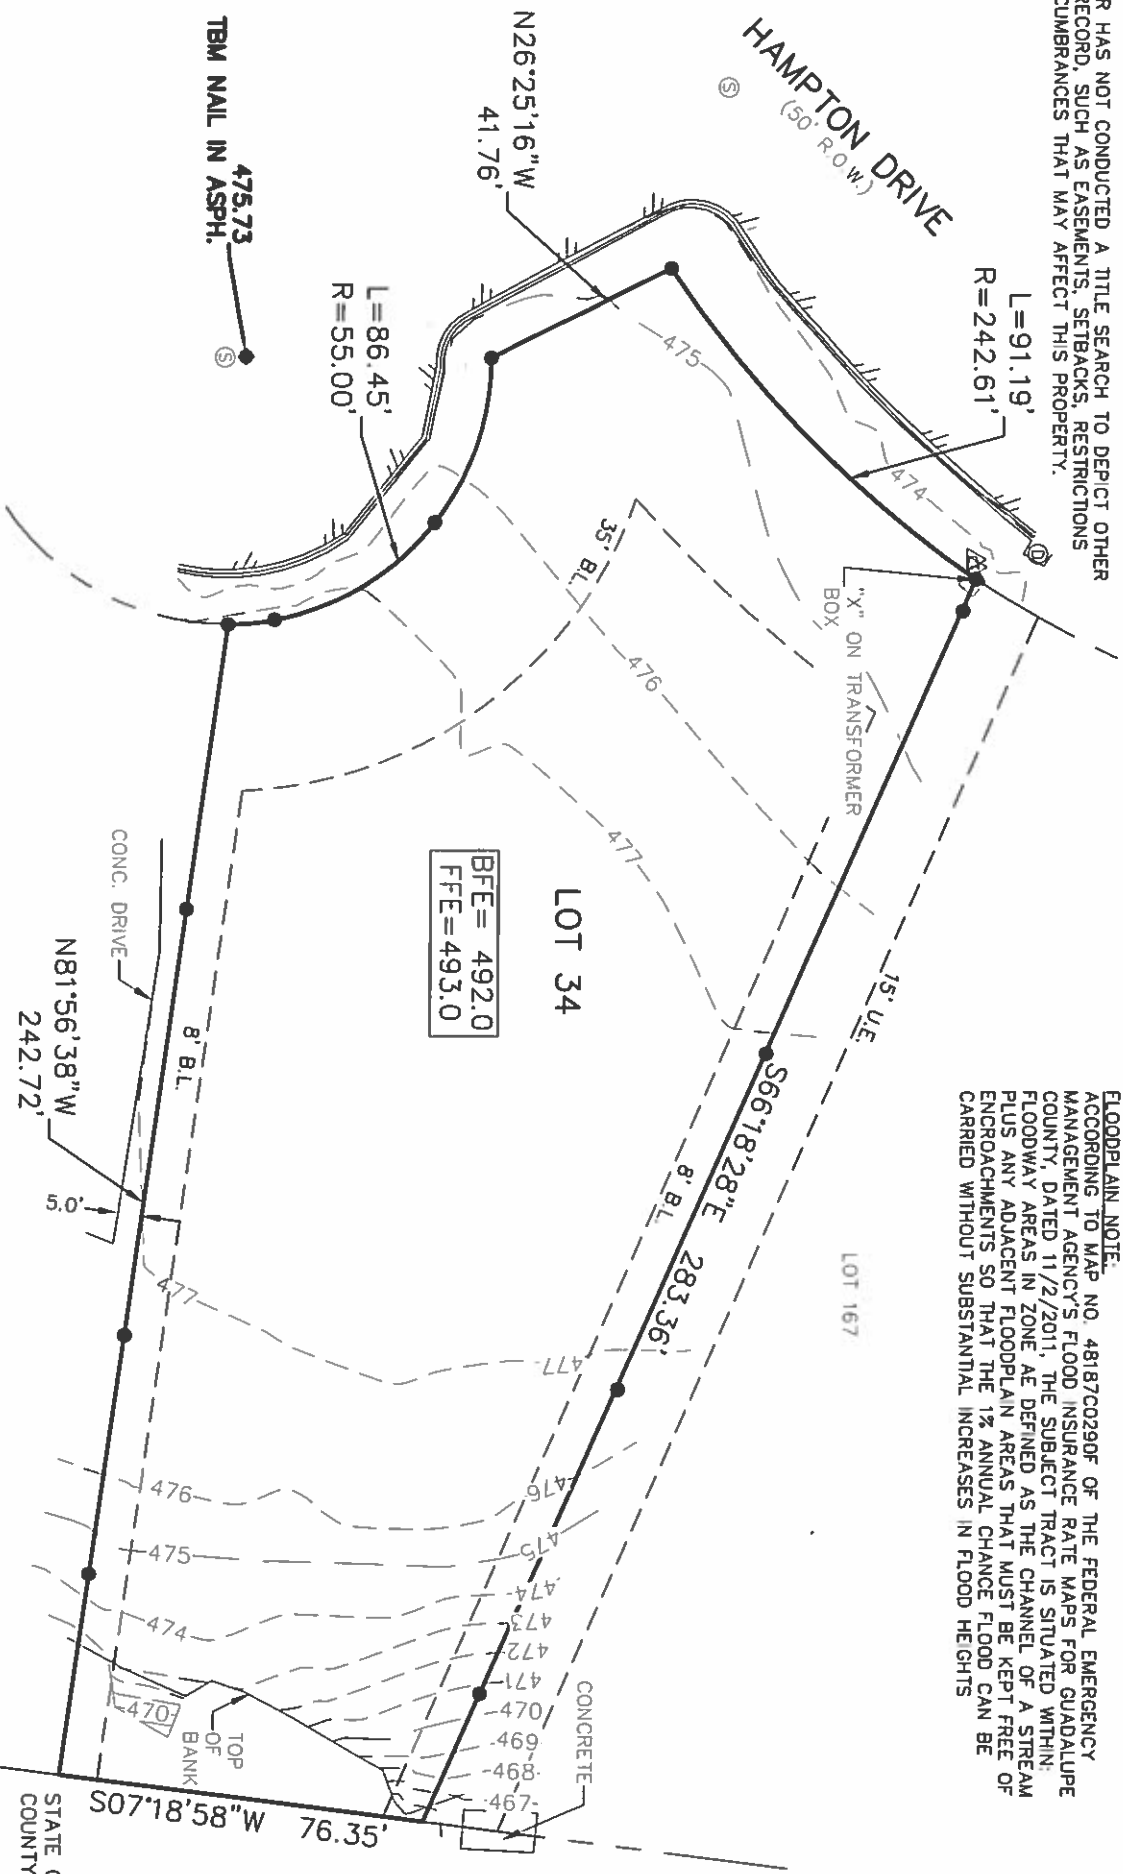 R HAS NOT CONDUCTED A TITLE SEARCH TO DEPICT OTHER
RECORD, SUCH AS EASEMENTS, SETBACKS, RESTRICTIONS
CUMBRANCES THAT MAY AFFECT THIS PROPERTY.
FLOODPLAIN NOTE:
ACCORDING TO MAP NO. 48187C0290F OF THE FEDERAL EMERGENCY
MANAGEMENT AGENCY'S FLOOD INSURANCE RATE MAPS FOR GUADALUPE
COUNTY, DATED 11/2/2011, THE SUBJECT TRACT IS SITUATED WITHIN:
FLOODWAY AREAS IN ZONE AE DEFINED AS THE CHANNEL OF A STREAM
PLUS ANY ADJACENT FLOODPLAIN AREAS THAT MUST BE KEPT FREE OF
ENCROACHMENTS SO THAT THE 1% ANNUAL CHANCE FLOOD CAN BE
CARRIED WITHOUT SUBSTANTIAL INCREASES IN FLOOD HEIGHTS
HAMPTON DRIVE
(50' R.O.W.)
S
L=91.19'
R=242.61'
D
N26°25'16"W
41.76'
475
474
"X" ON TRANSFORMER
BOX
15' U.E.
LOT 167
35' B.L.
476
477
S66°18'28"E 283.36'
8' B.L.
LOT 34
BFE= 492.0
FFE=493.0
L=86.45'
R=55.00'
475.73
TBM NAIL IN ASPH.
S
CONC. DRIVE
8' B.L.
N81°56'38"W
242.72'
5.0'
477
477
476
476
475
475
474
474
473
472
471
470
469
468
467
470
CONCRETE
TOP
OF
BANK
S07°18'58"W 76.35'
STATE
COUNTY